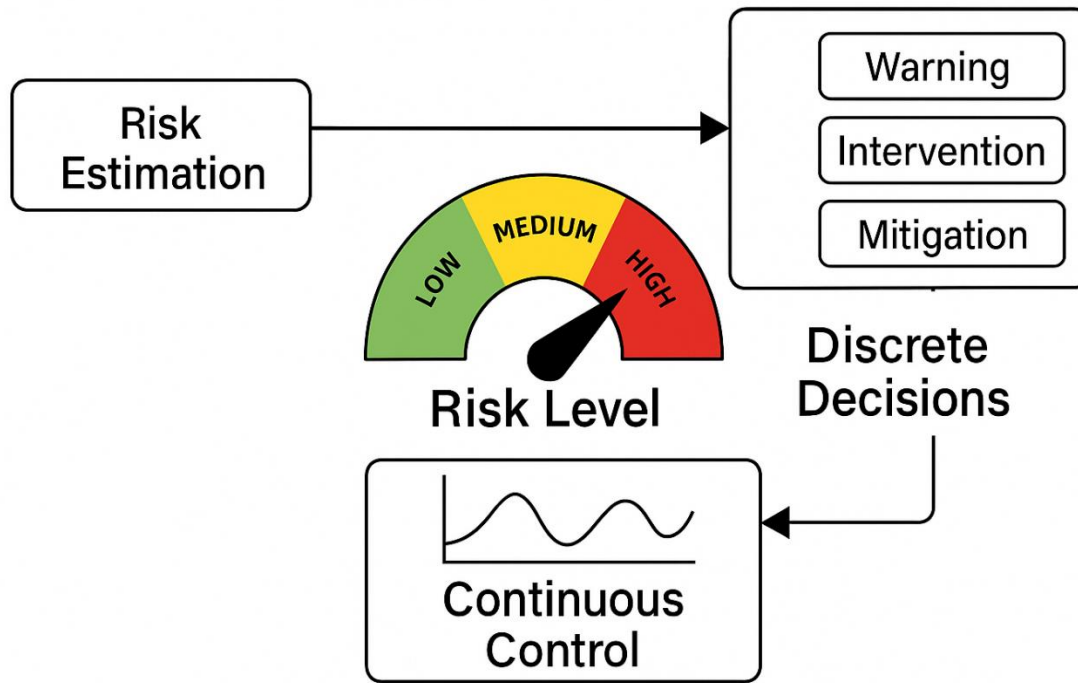 Risk
Estimation
Warning
Intervention
Mitigation
LOW
MEDIUM
HIGH
Risk Level
Discrete
Decisions
Continuous
Control